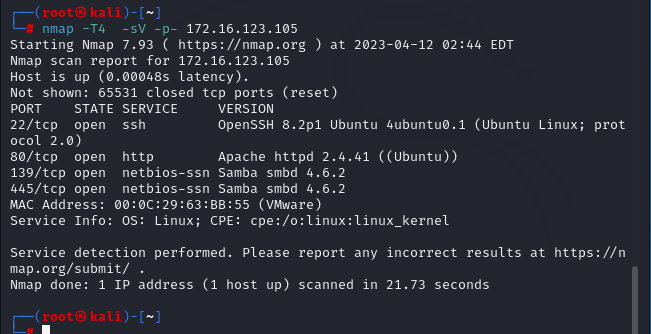 ┌──(root㉿kali)-[~]
└─# nmap -T4  -sV -p- 172.16.123.105
Starting Nmap 7.93 ( https://nmap.org ) at 2023-04-12 02:44 EDT
Nmap scan report for 172.16.123.105
Host is up (0.00048s latency).
Not shown: 65531 closed tcp ports (reset)
PORT    STATE SERVICE     VERSION
22/tcp  open  ssh         OpenSSH 8.2p1 Ubuntu 4ubuntu0.1 (Ubuntu Linux; prot
ocol 2.0)
80/tcp  open  http        Apache httpd 2.4.41 ((Ubuntu))
139/tcp open  netbios-ssn Samba smbd 4.6.2
445/tcp open  netbios-ssn Samba smbd 4.6.2
MAC Address: 00:0C:29:63:BB:55 (VMware)
Service Info: OS: Linux; CPE: cpe:/o:linux:linux_kernel

Service detection performed. Please report any incorrect results at https://n
map.org/submit/ .
Nmap done: 1 IP address (1 host up) scanned in 21.73 seconds

┌──(root㉿kali)-[~]
└─#